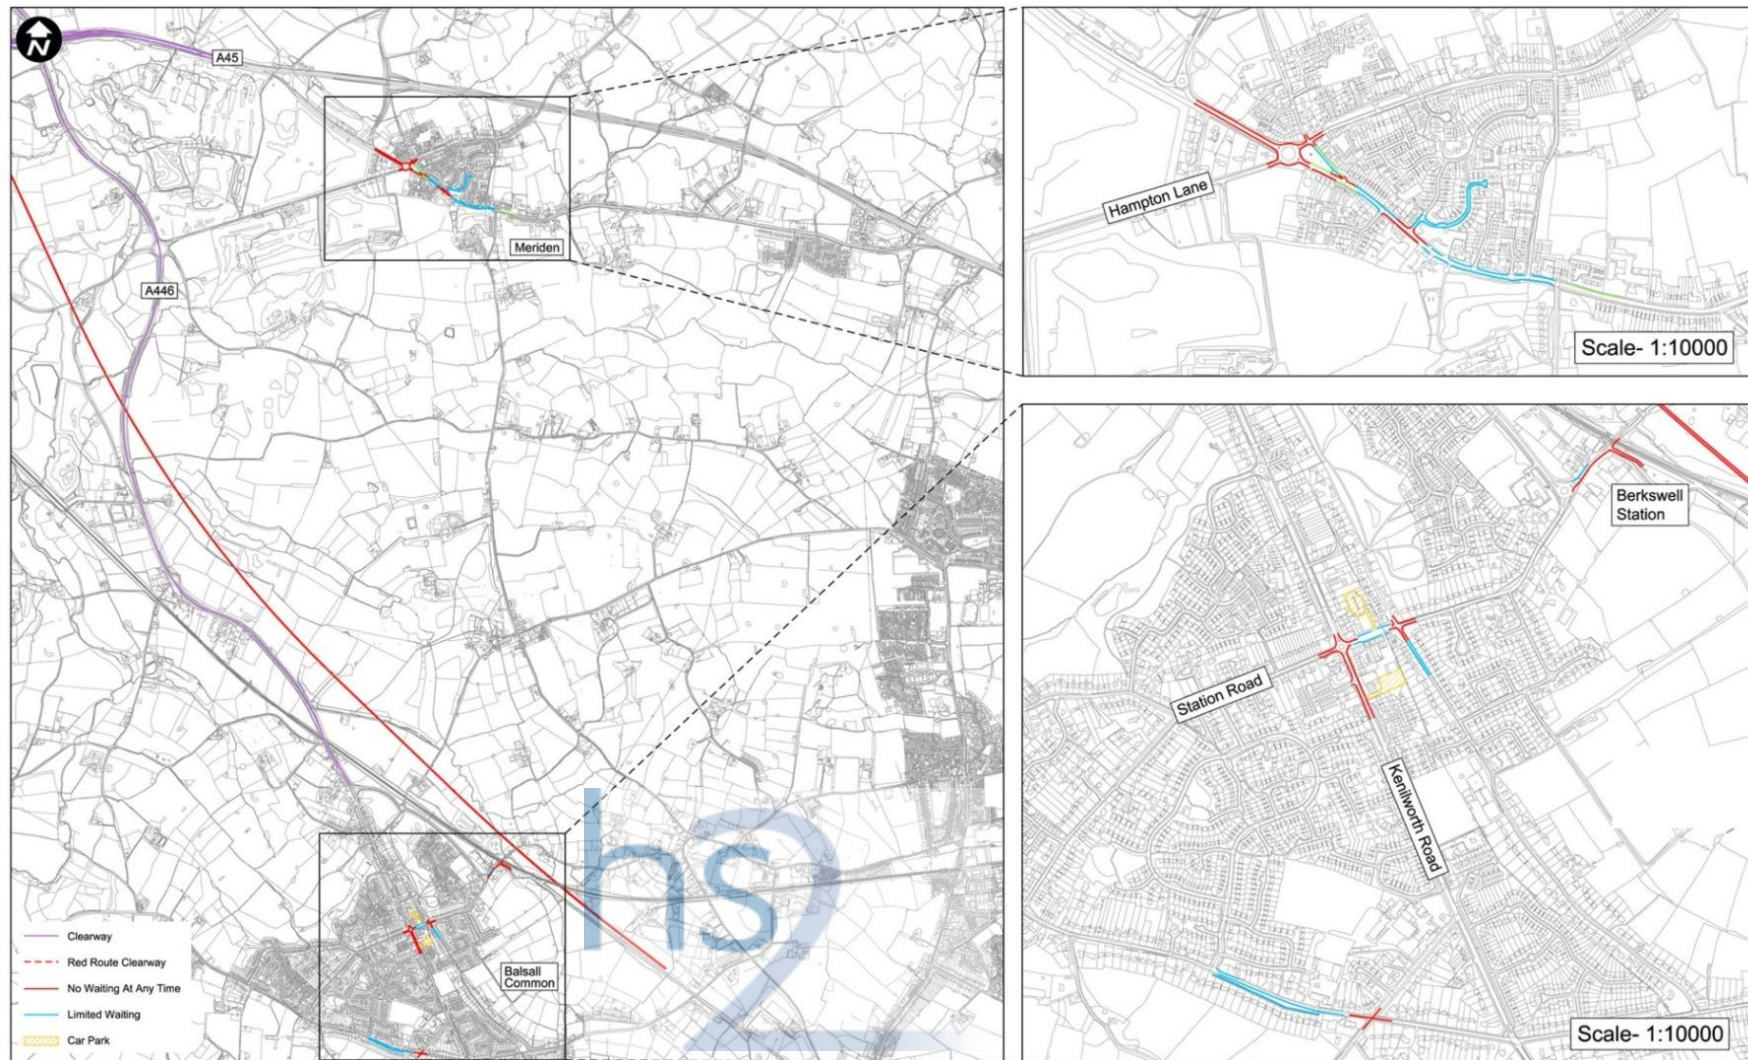 N
A45
Meriden
A446
Balsall
Common
Clearway
Red Route Clearway
No Waiting At Any Time
Limited Waiting
Car Park
hs2
Hampton Lane
Scale- 1:10000
Berkswell
Station
Station Road
Kenilworth Road
Scale- 1:10000